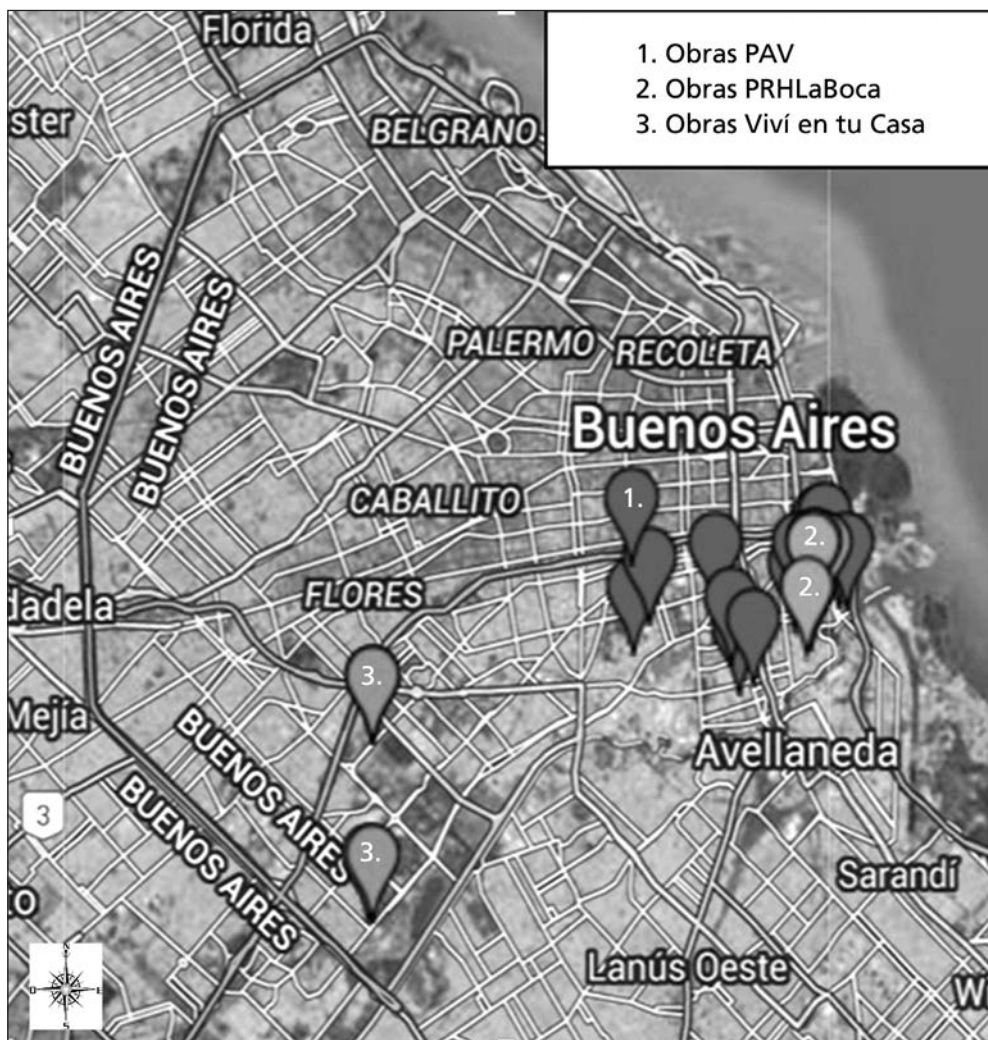 1. Obras PAV
2. Obras PRHLaBoca
3. Obras Viví en tu Casa
Florida
ster
BELGRANO
BUENOS AIRES
BUENOS AIRES
PALERMO
RECOLETA
Buenos Aires
CABALLITO
1.
2.
FLORES
2.
dadela
3.
Mejía
BUENOS AIRES
Avellaneda
BUENOS AIRES
3
3.
Sarandí
to
Lanús Oeste
Wi
N
O
E
S